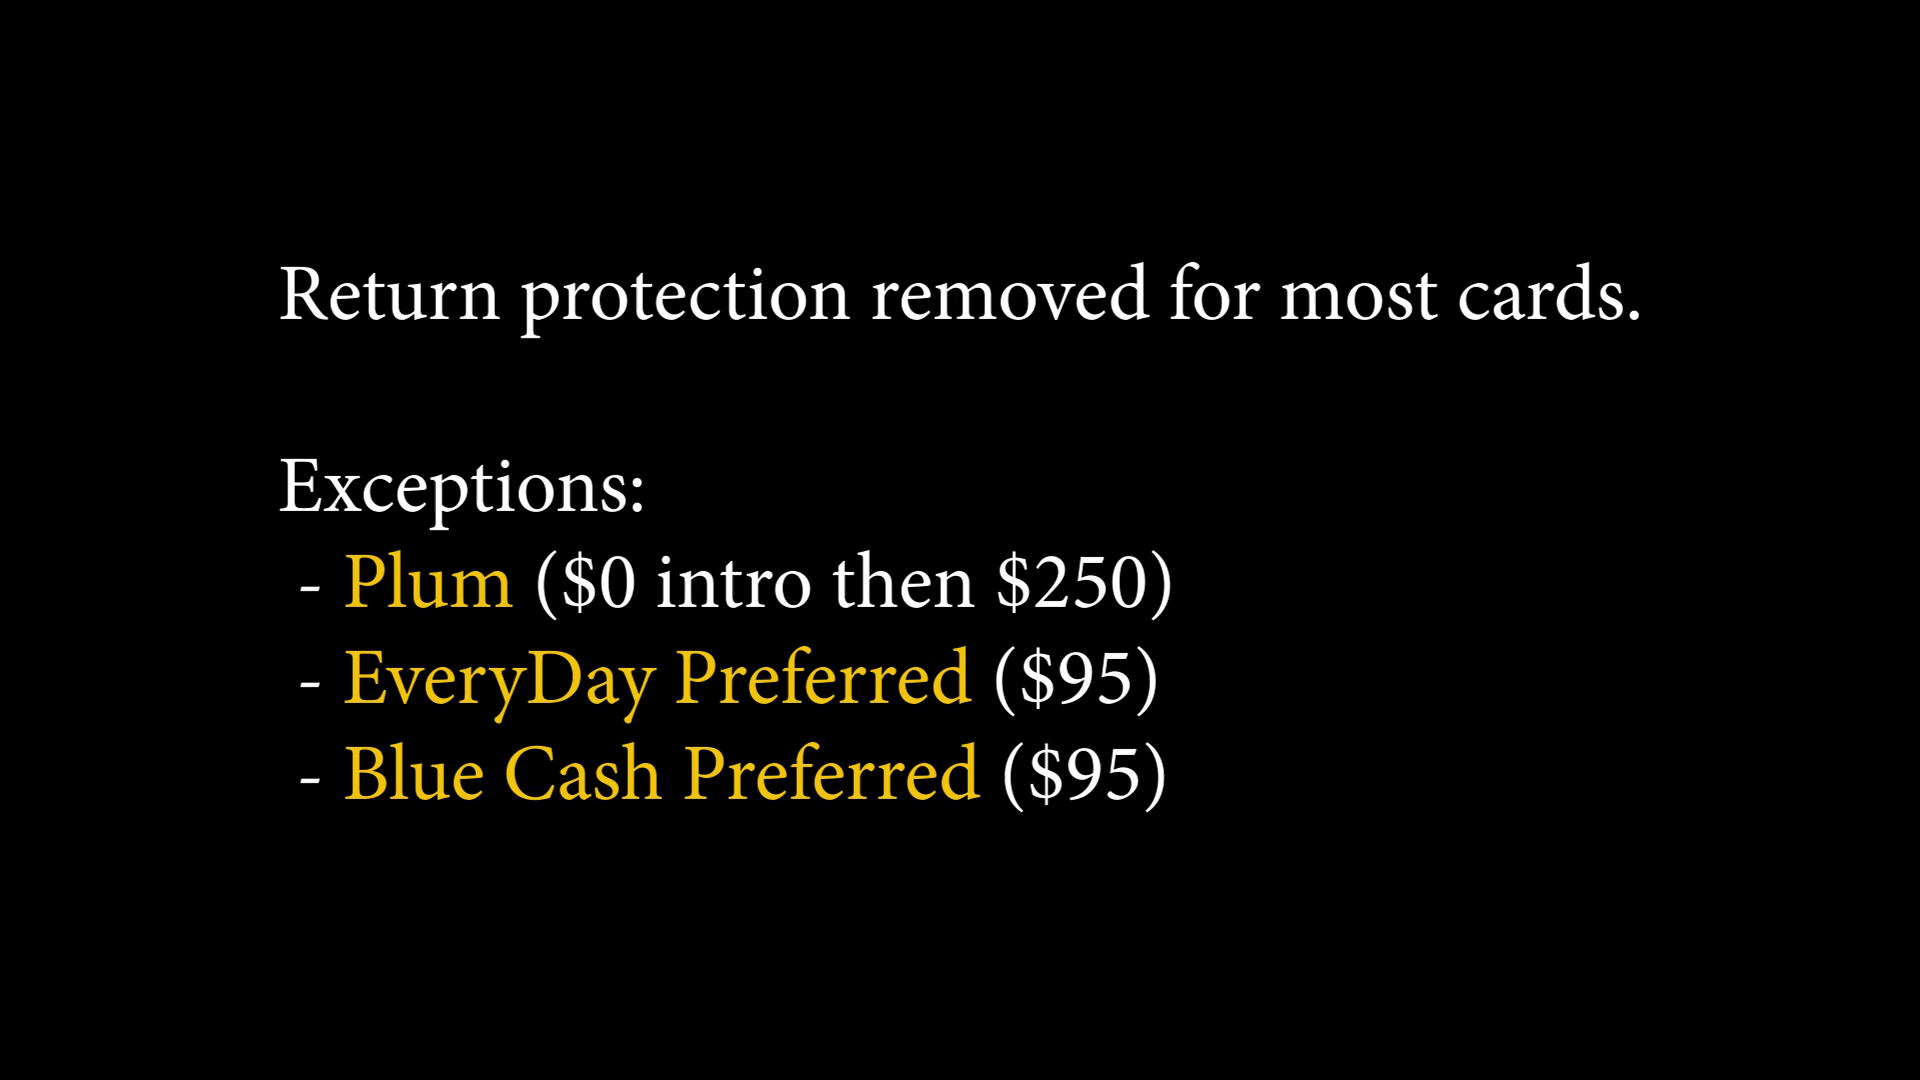 Return protection removed for most cards.
Exceptions:
- Plum ($0 intro then $250)
- EveryDay Preferred ($95)
- Blue Cash Preferred ($95)